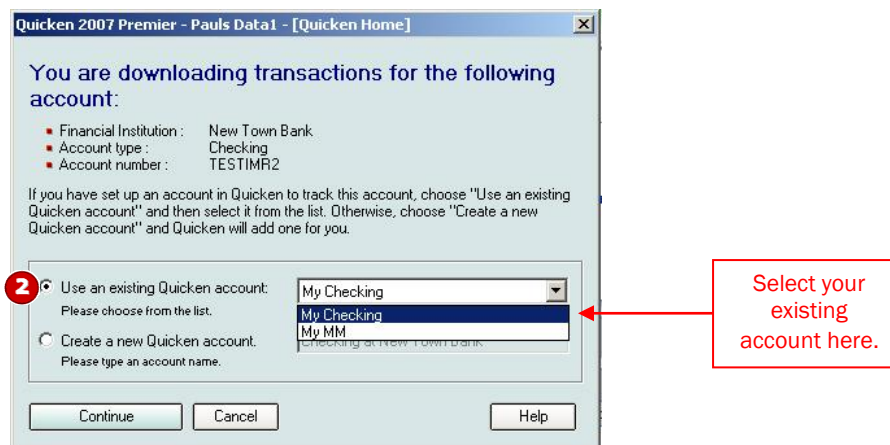 Quicken 2007 Premier - Pauls Data1 - [Quicken Home]
You are downloading transactions for the following
account:
Financial Institution : New Town Bank
Account type : Checking
Account number : TESTIMR2
If you have set up an account in Quicken to track this account, choose "Use an existing
Quicken account" and then select it from the list. Otherwise, choose "Create a new
Quicken account" and Quicken will add one for you.
2 Use an existing Quicken account: My Checking
Please choose from the list.
My Checking
My MM
Create a new Quicken account. Checking at New Town Bank
Please type an account name.
Continue Cancel Help
Select your
existing
account here.